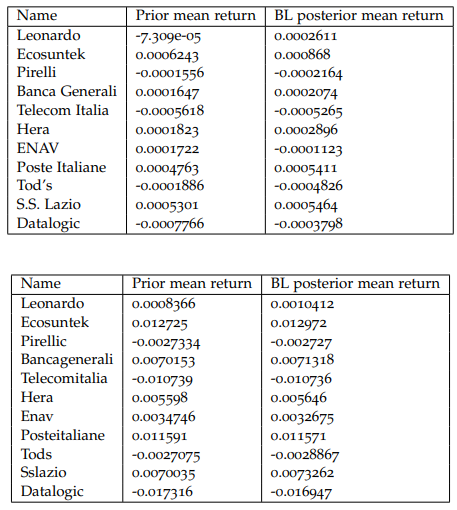 Name Prior mean return BL posterior mean return
Leonardo -7.309e-05 0.0002611
Ecosuntek 0.0006243 0.000868
Pirelli -0.0001556 -0.0002164
Banca Generali 0.0001647 0.0002074
Telecom Italia -0.0005618 -0.0005265
Hera 0.0001823 0.0002896
ENAV 0.0001722 -0.0001123
Poste Italiane 0.0004763 0.0005411
Tod's -0.0001886 -0.0004826
S.S. Lazio 0.0005301 0.0005464
Datalogic -0.0007766 -0.0003798
Name Prior mean return BL posterior mean return
Leonardo 0.0008366 0.0010412
Ecosuntek 0.012725 0.012972
Pirellic -0.0027334 -0.002727
Bancagenerali 0.0070153 0.0071318
Telecomitalia -0.010739 -0.010736
Hera 0.005598 0.005646
Enav 0.0034746 0.0032675
Posteitaliane 0.011591 0.011571
Tods -0.0027075 -0.0028867
Sslazio 0.0070035 0.0073262
Datalogic -0.017316 -0.016947